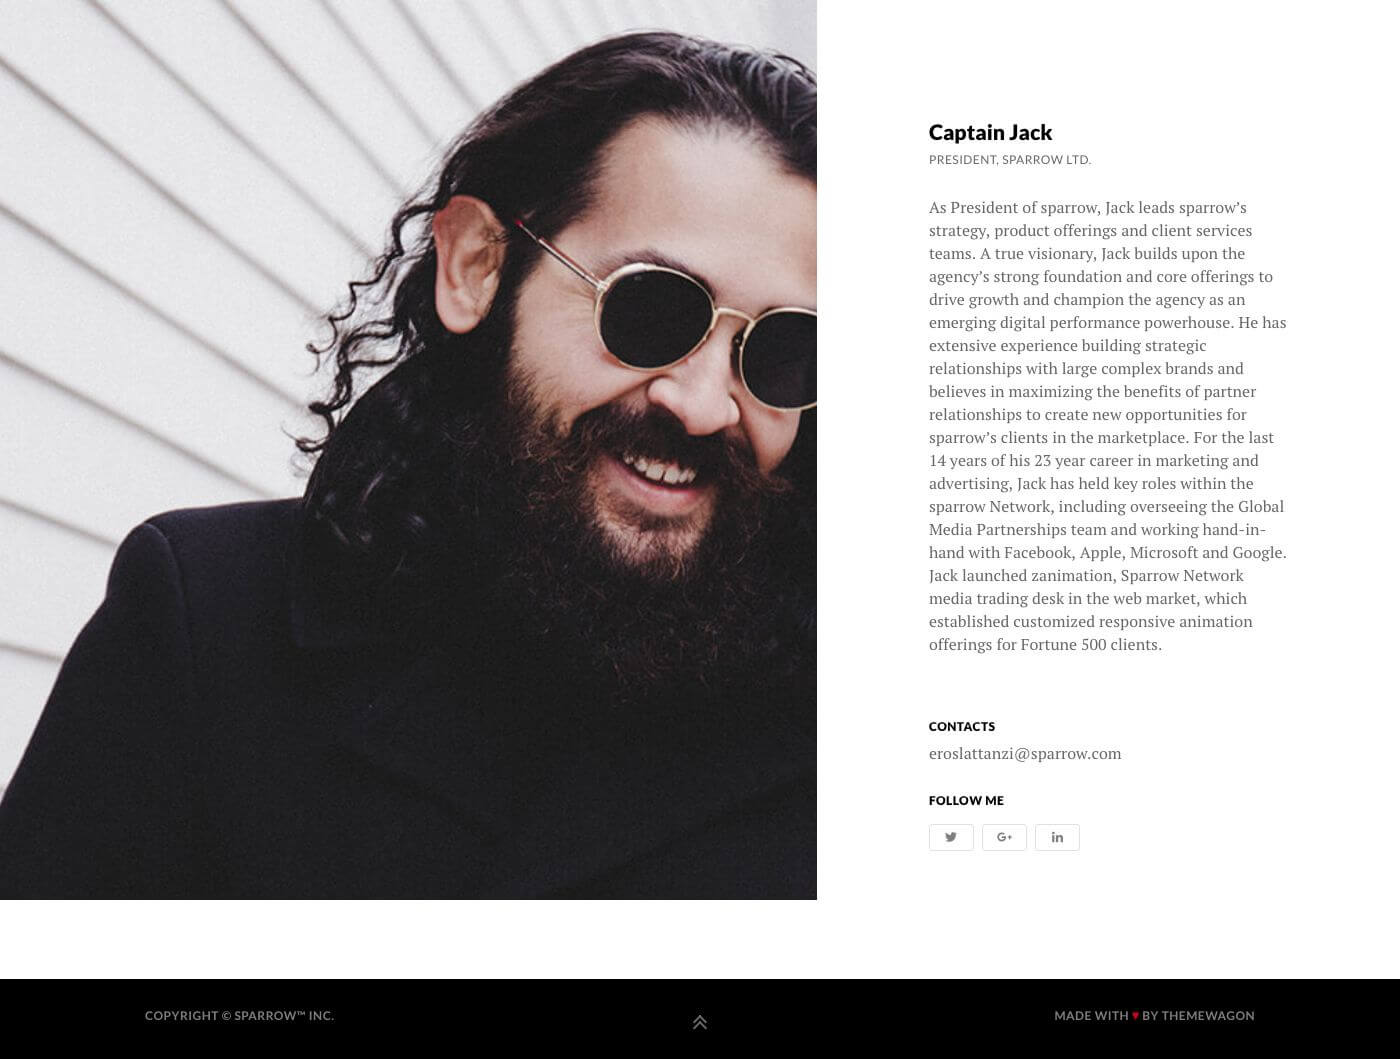 Captain Jack
PRESIDENT, SPARROW LTD.
As President of sparrow, Jack leads sparrow’s
strategy, product offerings and client services
teams. A true visionary, Jack builds upon the
agency’s strong foundation and core offerings to
drive growth and champion the agency as an
emerging digital performance powerhouse. He has
extensive experience building strategic
relationships with large complex brands and
believes in maximizing the benefits of partner
relationships to create new opportunities for
sparrow’s clients in the marketplace. For the last
14 years of his 23 year career in marketing and
advertising, Jack has held key roles within the
sparrow Network, including overseeing the Global
Media Partnerships team and working hand-in-
hand with Facebook, Apple, Microsoft and Google.
Jack launched zanimation, Sparrow Network
media trading desk in the web market, which
established customized responsive animation
offerings for Fortune 500 clients.
CONTACTS
eroslattanzi@sparrow.com
FOLLOW ME
G+ in
COPYRIGHT © SPARROW™ INC.
MADE WITH ♥ BY THEMEWAGON